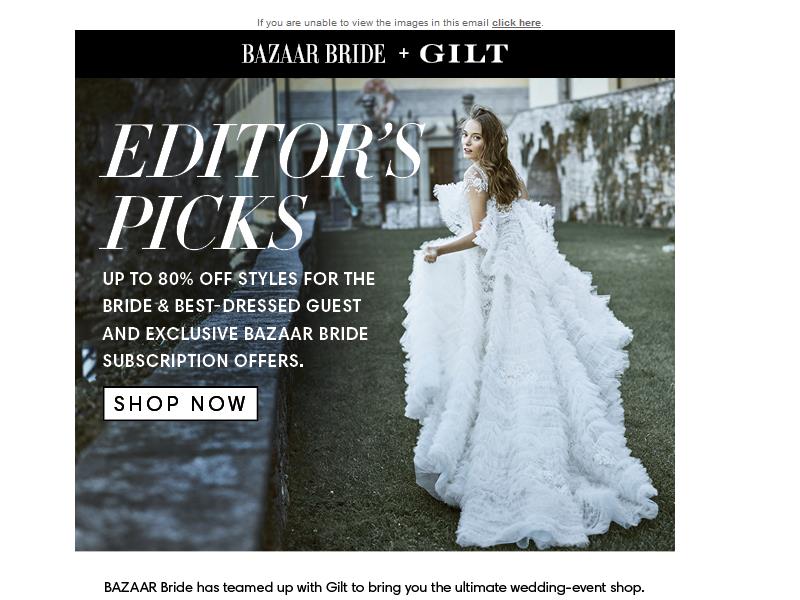 If you are unable to view the images in this email click here.
BAZAAR BRIDE + GILT
EDITOR'S
PICKS
UP TO 80% OFF STYLES FOR THE
BRIDE & BEST-DRESSED GUEST
AND EXCLUSIVE BAZAAR BRIDE
SUBSCRIPTION OFFERS.
SHOP NOW
BAZAAR Bride has teamed up with Gilt to bring you the ultimate wedding-event shop.